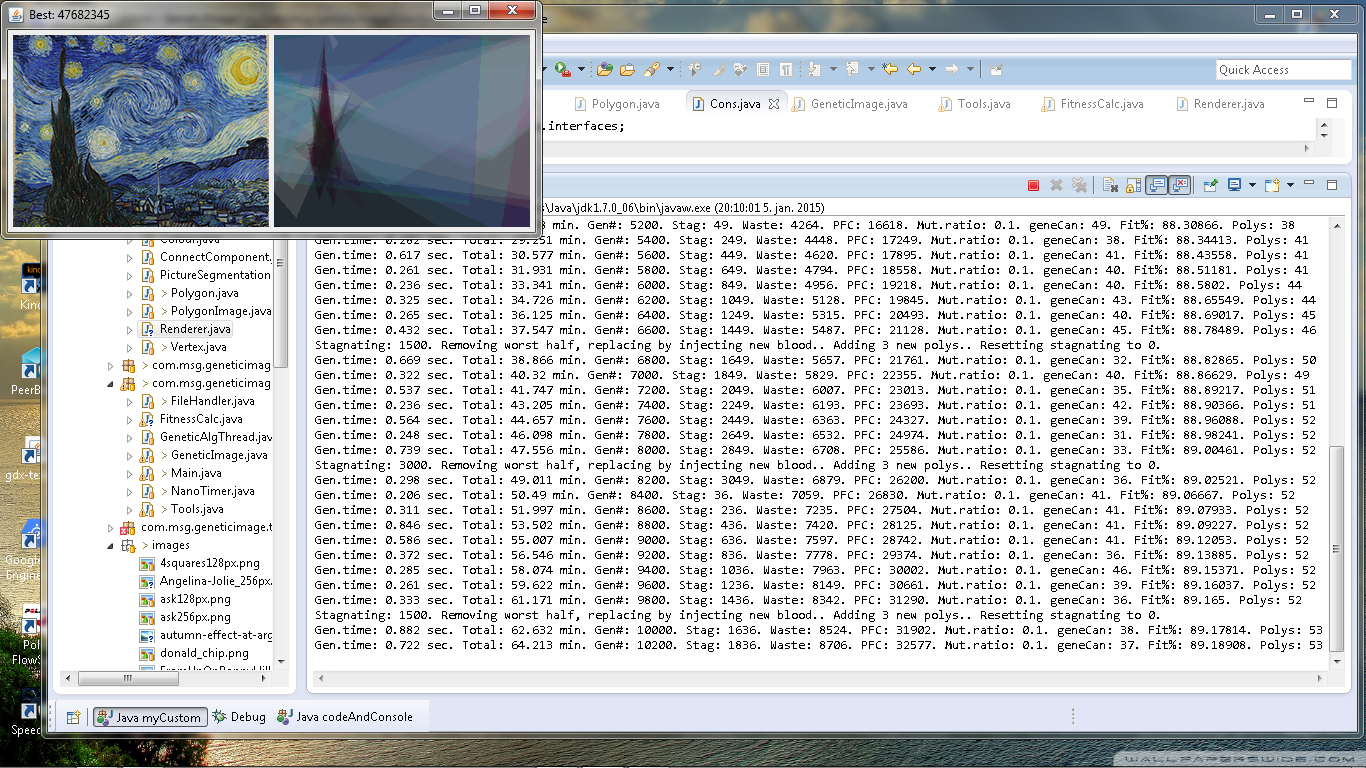 Best: 47682345
Quick Access
Polygon.java
Cons.java
GeneticImage.java
Tools.java
FitnessCalc.java
Renderer.java
.interfaces;
\Java\jdk1.7.0_06\bin\javaw.exe (20:10:01 5. jan. 2015)
min. Gen#: 5200. Stag: 49. Waste: 4264. PFC: 16618. Mut.ratio: 0.1. geneCan: 49. Fit%: 88.30866. Polys: 38
Gen.time: 0.262 sec. Total: 29.251 min. Gen#: 5400. Stag: 249. Waste: 4448. PFC: 17249. Mut.ratio: 0.1. geneCan: 38. Fit%: 88.34413. Polys: 41
Gen.time: 0.617 sec. Total: 30.577 min. Gen#: 5600. Stag: 449. Waste: 4620. PFC: 17895. Mut.ratio: 0.1. geneCan: 41. Fit%: 88.43558. Polys: 41
Gen.time: 0.261 sec. Total: 31.931 min. Gen#: 5800. Stag: 649. Waste: 4794. PFC: 18558. Mut.ratio: 0.1. geneCan: 40. Fit%: 88.51181. Polys: 41
Gen.time: 0.236 sec. Total: 33.341 min. Gen#: 6000. Stag: 849. Waste: 4956. PFC: 19218. Mut.ratio: 0.1. geneCan: 40. Fit%: 88.5802. Polys: 44
Gen.time: 0.325 sec. Total: 34.726 min. Gen#: 6200. Stag: 1049. Waste: 5128. PFC: 19845. Mut.ratio: 0.1. geneCan: 43. Fit%: 88.65549. Polys: 44
Gen.time: 0.265 sec. Total: 36.125 min. Gen#: 6400. Stag: 1249. Waste: 5315. PFC: 20493. Mut.ratio: 0.1. geneCan: 40. Fit%: 88.69017. Polys: 45
Gen.time: 0.432 sec. Total: 37.547 min. Gen#: 6600. Stag: 1449. Waste: 5487. PFC: 21128. Mut.ratio: 0.1. geneCan: 45. Fit%: 88.78489. Polys: 46
Stagnating: 1500. Removing worst half, replacing by injecting new blood.. Adding 3 new polys.. Resetting stagnating to 0.
Gen.time: 0.669 sec. Total: 38.866 min. Gen#: 6800. Stag: 1649. Waste: 5657. PFC: 21761. Mut.ratio: 0.1. geneCan: 32. Fit%: 88.82865. Polys: 50
Gen.time: 0.322 sec. Total: 40.32 min. Gen#: 7000. Stag: 1849. Waste: 5829. PFC: 22355. Mut.ratio: 0.1. geneCan: 40. Fit%: 88.86629. Polys: 49
Gen.time: 0.537 sec. Total: 41.747 min. Gen#: 7200. Stag: 2049. Waste: 6007. PFC: 23013. Mut.ratio: 0.1. geneCan: 35. Fit%: 88.89217. Polys: 51
Gen.time: 0.236 sec. Total: 43.205 min. Gen#: 7400. Stag: 2249. Waste: 6193. PFC: 23693. Mut.ratio: 0.1. geneCan: 42. Fit%: 88.90366. Polys: 51
Gen.time: 0.564 sec. Total: 44.657 min. Gen#: 7600. Stag: 2449. Waste: 6363. PFC: 24327. Mut.ratio: 0.1. geneCan: 41. Fit%: 88.96088. Polys: 52
Gen.time: 0.248 sec. Total: 46.098 min. Gen#: 7800. Stag: 2649. Waste: 6532. PFC: 24974. Mut.ratio: 0.1. geneCan: 31. Fit%: 88.98241. Polys: 52
Gen.time: 0.739 sec. Total: 47.556 min. Gen#: 8000. Stag: 2849. Waste: 6708. PFC: 25586. Mut.ratio: 0.1. geneCan: 33. Fit%: 89.00461. Polys: 52
Stagnating: 3000. Removing worst half, replacing by injecting new blood.. Adding 3 new polys.. Resetting stagnating to 0.
Gen.time: 0.298 sec. Total: 49.011 min. Gen#: 8200. Stag: 3049. Waste: 6879. PFC: 26200. Mut.ratio: 0.1. geneCan: 36. Fit%: 89.02521. Polys: 52
Gen.time: 0.206 sec. Total: 50.49 min. Gen#: 8400. Stag: 36. Waste: 7059. PFC: 26830. Mut.ratio: 0.1. geneCan: 41. Fit%: 89.06667. Polys: 52
Gen.time: 0.311 sec. Total: 51.997 min. Gen#: 8600. Stag: 236. Waste: 7235. PFC: 27504. Mut.ratio: 0.1. geneCan: 41. Fit%: 89.07933. Polys: 52
Gen.time: 0.846 sec. Total: 53.502 min. Gen#: 8800. Stag: 436. Waste: 7420. PFC: 28125. Mut.ratio: 0.1. geneCan: 41. Fit%: 89.09227. Polys: 52
Gen.time: 0.586 sec. Total: 55.007 min. Gen#: 9000. Stag: 636. Waste: 7597. PFC: 28742. Mut.ratio: 0.1. geneCan: 41. Fit%: 89.12053. Polys: 52
Gen.time: 0.372 sec. Total: 56.546 min. Gen#: 9200. Stag: 836. Waste: 7778. PFC: 29374. Mut.ratio: 0.1. geneCan: 36. Fit%: 89.13885. Polys: 52
Gen.time: 0.285 sec. Total: 58.074 min. Gen#: 9400. Stag: 1036. Waste: 7963. PFC: 30002. Mut.ratio: 0.1. geneCan: 46. Fit%: 89.15371. Polys: 52
Gen.time: 0.261 sec. Total: 59.622 min. Gen#: 9600. Stag: 1236. Waste: 8149. PFC: 30661. Mut.ratio: 0.1. geneCan: 39. Fit%: 89.16037. Polys: 52
Gen.time: 0.333 sec. Total: 61.171 min. Gen#: 9800. Stag: 1436. Waste: 8342. PFC: 31290. Mut.ratio: 0.1. geneCan: 36. Fit%: 89.165. Polys: 52
Stagnating: 1500. Removing worst half, replacing by injecting new blood.. Adding 3 new polys.. Resetting stagnating to 0.
Gen.time: 0.882 sec. Total: 62.632 min. Gen#: 10000. Stag: 1636. Waste: 8524. PFC: 31902. Mut.ratio: 0.1. geneCan: 38. Fit%: 89.17814. Polys: 53
Gen.time: 0.722 sec. Total: 64.213 min. Gen#: 10200. Stag: 1836. Waste: 8706. PFC: 32577. Mut.ratio: 0.1. geneCan: 37. Fit%: 89.18908. Polys: 53
Colour.java
ConnectComponent.
PictureSegmentation
> Polygon.java
> PolygonImage.java
Renderer.java
> Vertex.java
> com.msg.geneticimag
> com.msg.geneticimag
> FileHandler.java
FitnessCalc.java
GeneticAlgThread.jav
> GeneticImage.java
> Main.java
> NanoTimer.java
> Tools.java
com.msg.geneticimage.t
> images
4squares128px.png
Angelina-Jolie_256px.
ask128px.png
ask256px.png
autumn-effect-at-arg
donald_chip.png
Kin
PeerB
gdx-te
Google
Engine
Pol
FlowS
Speed
Java myCustom
Debug
Java codeAndConsole
WALLPAPERSWIDE.COM